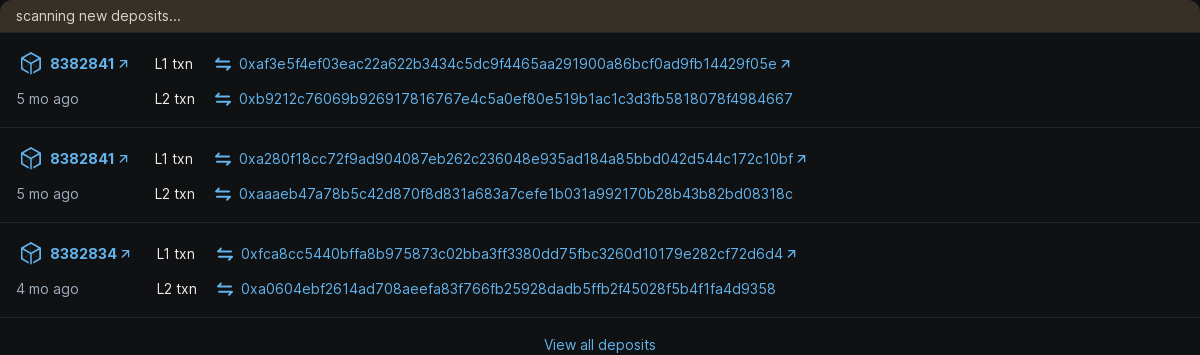 scanning new deposits...
8382841 L1 txn 0xaf3e5f4ef03eac22a622b3434c5dc9f4465aa291900a86bcf0ad9fb14429f05e
5 mo ago L2 txn 0xb9212c76069b926917816767e4c5a0ef80e519b1ac1c3d3fb5818078f4984667
8382841 L1 txn 0xa280f18cc72f9ad904087eb262c236048e935ad184a85bbd042d544c172c10bf
5 mo ago L2 txn 0xaaaeb47a78b5c42d870f8d831a683a7cefe1b031a992170b28b43b82bd08318c
8382834 L1 txn 0xfca8cc5440bffa8b975873c02bba3ff3380dd75fbc3260d10179e282cf72d6d4
4 mo ago L2 txn 0xa0604ebf2614ad708aeefa83f766fb25928dadb5ffb2f45028f5b4f1fa4d9358
View all deposits